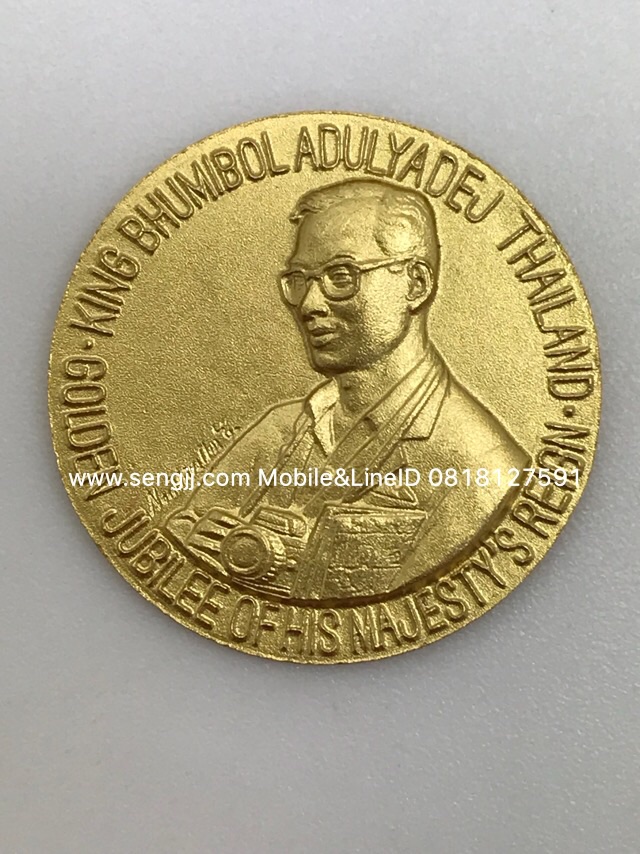 KING BHUMIBOL ADULYADEJ THAILAND ·
GOLDEN JUBILEE OF HIS MAJESTY'S REIGN ·
www.sengjj.com Mobile&LineID 0818127591